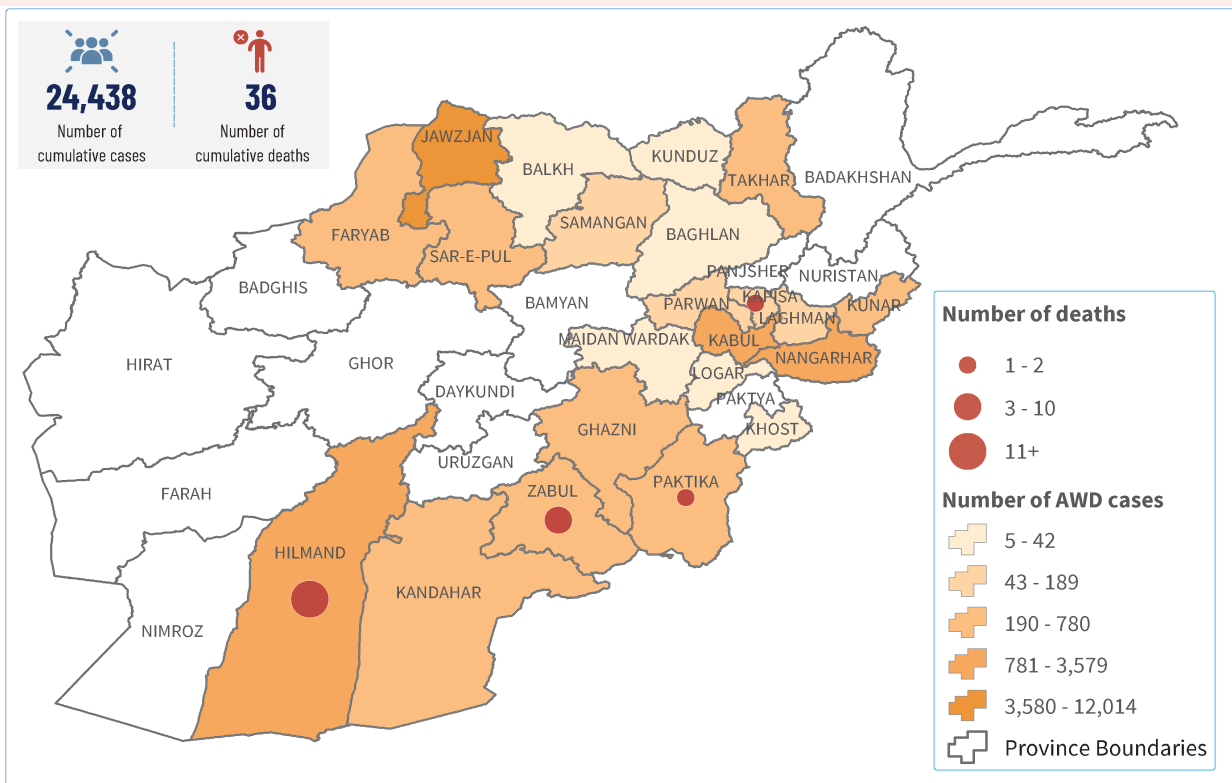 24,438
Number of
cumulative cases
36
Number of
cumulative deaths
JAWZJAN
BALKH
KUNDUZ
TAKHAR
BADAKHSHAN
FARYAB
SAR-E-PUL
SAMANGAN
BAGHLAN
BADGHIS
PANJSHER
NURISTAN
BAMYAN
PARWAN
KAPISA
LAGHMAN
KUNAR
HIRAT
GHOR
MAIDAN WARDAK
KABUL
NANGARHAR
LOGAR
DAYKUNDI
PAKTYA
GHAZNI
KHOST
URUZGAN
FARAH
ZABUL
PAKTIKA
HILMAND
KANDAHAR
NIMROZ
Number of deaths
1 - 2
3 - 10
11+
Number of AWD cases
5 - 42
43 - 189
190 - 780
781 - 3,579
3,580 - 12,014
Province Boundaries